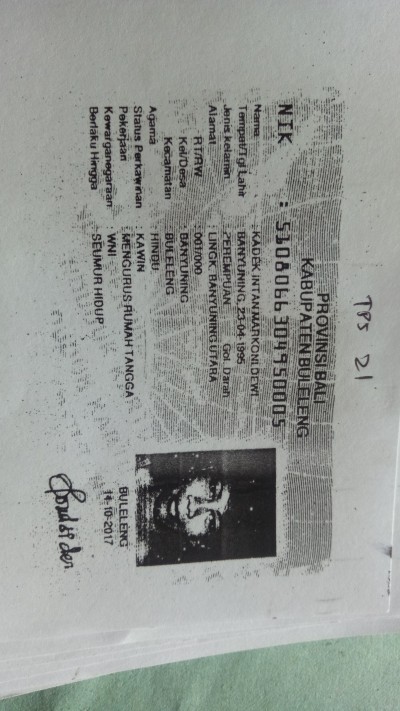 TPS 21
PROVINSI BALI
KABUPATEN BULELENG
NIK : 5108066304950005
Nama KADEK INTAN MARKONI DEWI
Tempat/Tgl Lahir BANYUNING, 23-04-1995
Jenis kelamin PEREMPUAN Gol. Darah
Alamat LINGK. BANYUNING UTARA
RT/RW 001/000
Kel/Desa BANYUNING
Kecamatan BULELENG
Agama HINDU
Status Perkawinan KAWIN
Pekerjaan MENGURUS RUMAH TANGGA
Kewarganegaraan WNI
Berlaku Hingga SEUMUR HIDUP
BULELENG
14-10-2017